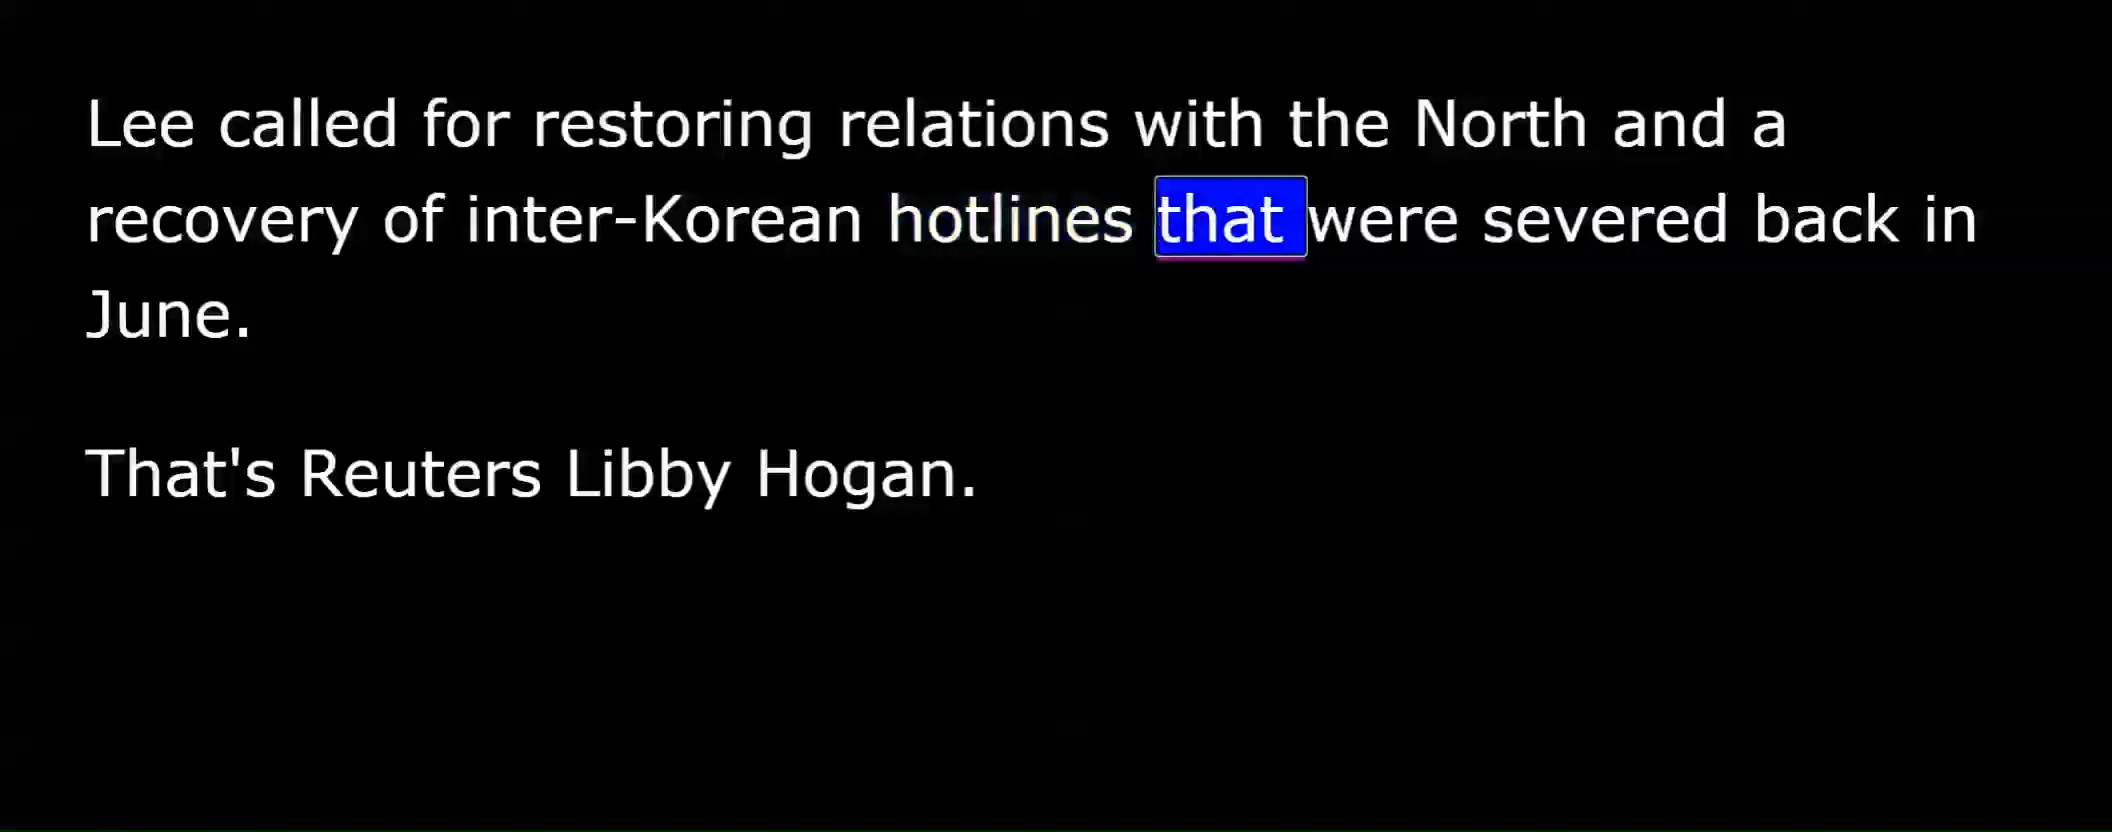 Lee called for restoring relations with the North and a
recovery of inter-Korean hotlines that were severed back in
June.
That's Reuters Libby Hogan.